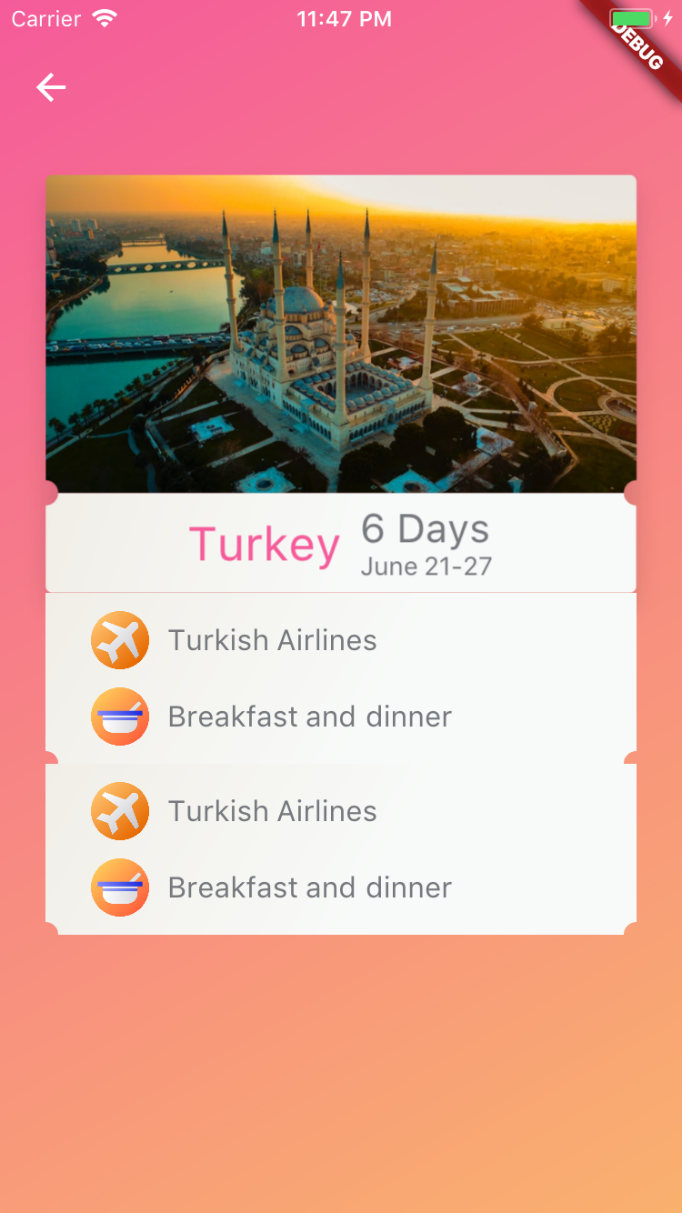 Carrier 11:47 PM
DEBUG
Turkey
6 Days
June 21-27
Turkish Airlines
Breakfast and dinner
Turkish Airlines
Breakfast and dinner